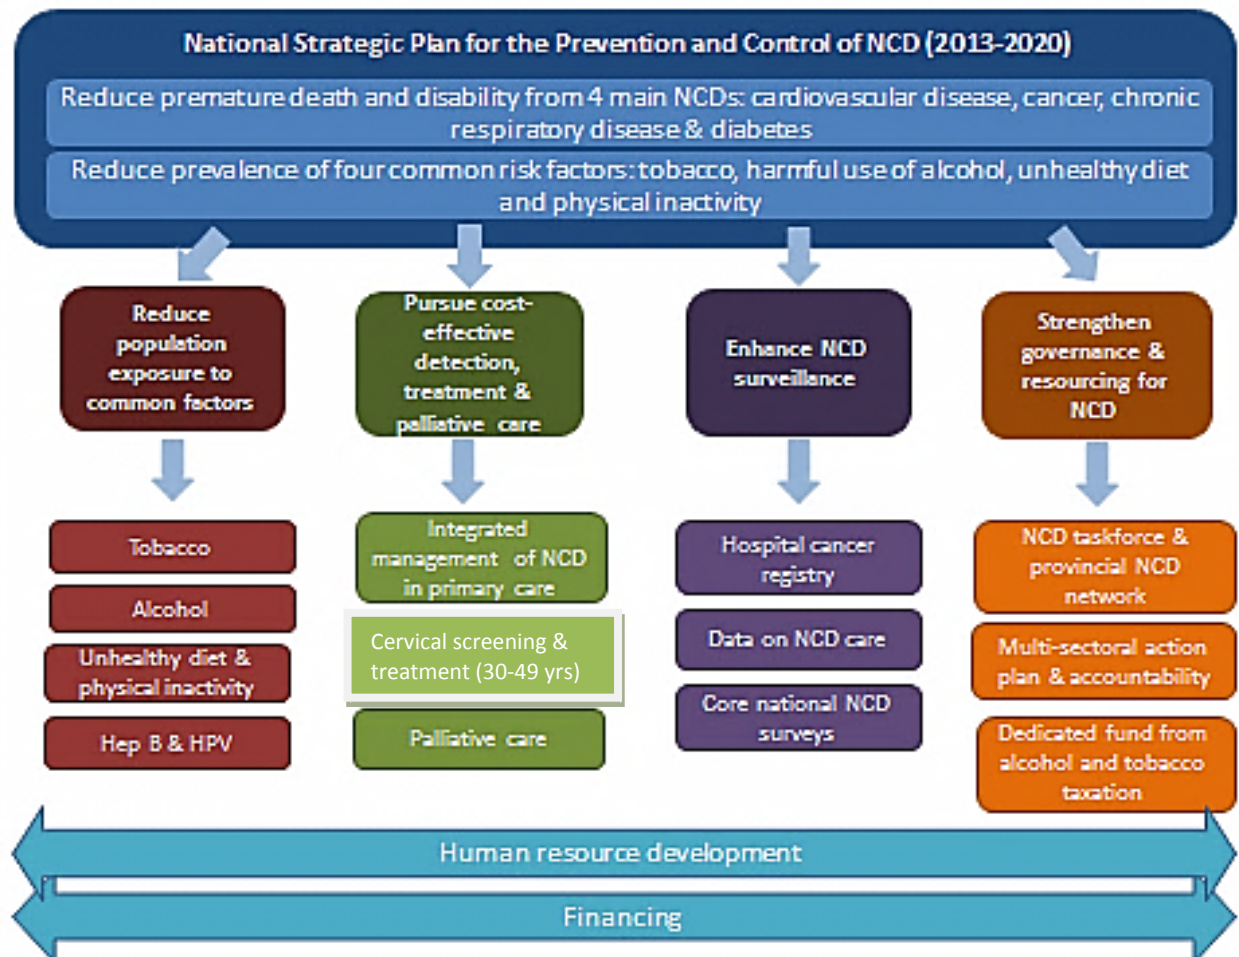 National Strategic Plan for the Prevention and Control of NCD (2013-2020)
Reduce premature death and disability from 4 main NCDs: cardiovascular disease, cancer, chronic
respiratory disease & diabetes
Reduce prevalence of four common risk factors: tobacco, harmful use of alcohol, unhealthy diet
and physical inactivity
Reduce
population
exposure to
common factors
Pursue cost-
effective
detection,
treatment &
palliative care
Enhance NCD
surveillance
Strengthen
governance &
resourcing for
NCD
Tobacco
Alcohol
Unhealthy diet &
physical inactivity
Hep B & HPV
Integrated
management of NCD
in primary care
Cervical screening &
treatment (30-49 yrs)
Palliative care
Hospital cancer
registry
Data on NCD care
Core national NCD
surveys
NCD taskforce &
provincial NCD
network
Multi-sectoral action
plan & accountability
Dedicated fund from
alcohol and tobacco
taxation
Human resource development
Financing